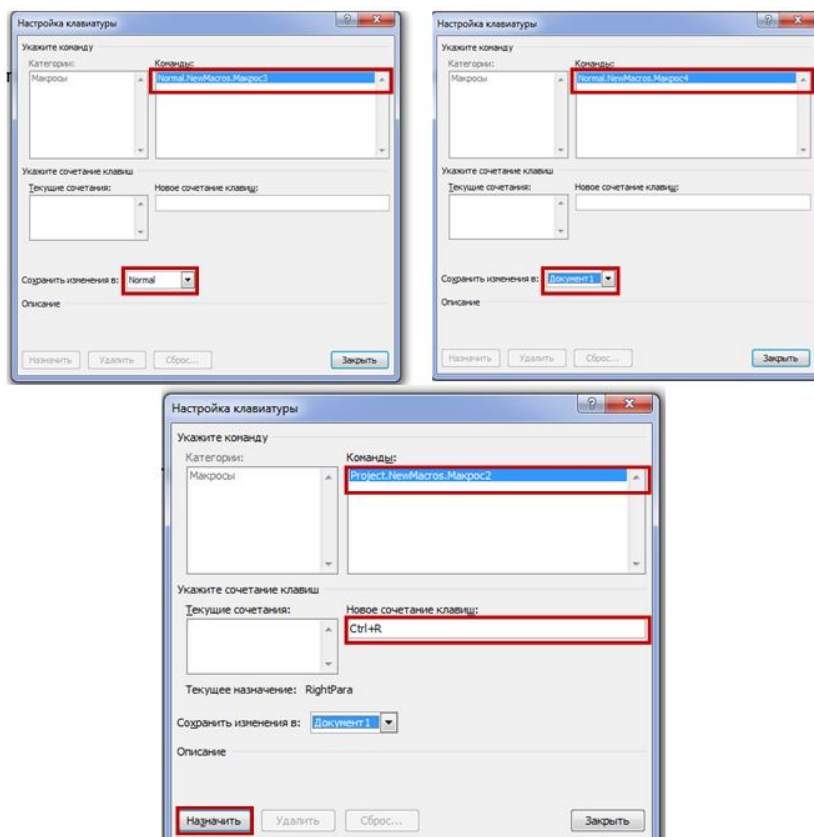 Настройка клавиатуры
Укажите команду
Категории: Команды:
Макросы Normal.NewMacros.Макрос3
Укажите сочетание клавиш
Текущие сочетания: Новое сочетание клавиш:
Сохранить изменения в: Normal
Описание
Назначить Удалить Сброс... Закрыть
Настройка клавиатуры
Укажите команду
Категории: Команды:
Макросы Normal.NewMacros.Макрос4
Укажите сочетание клавиш
Текущие сочетания: Новое сочетание клавиш:
Сохранить изменения в: Документ1
Описание
Назначить Удалить Сброс... Закрыть
Настройка клавиатуры
Укажите команду
Категории: Команды:
Макросы Project.NewMacros.Макрос2
Укажите сочетание клавиш
Текущие сочетания: Новое сочетание клавиш:
Ctrl+R
Текущее назначение: RightPara
Сохранить изменения в: Документ1
Описание
Назначить Удалить Сброс... Закрыть